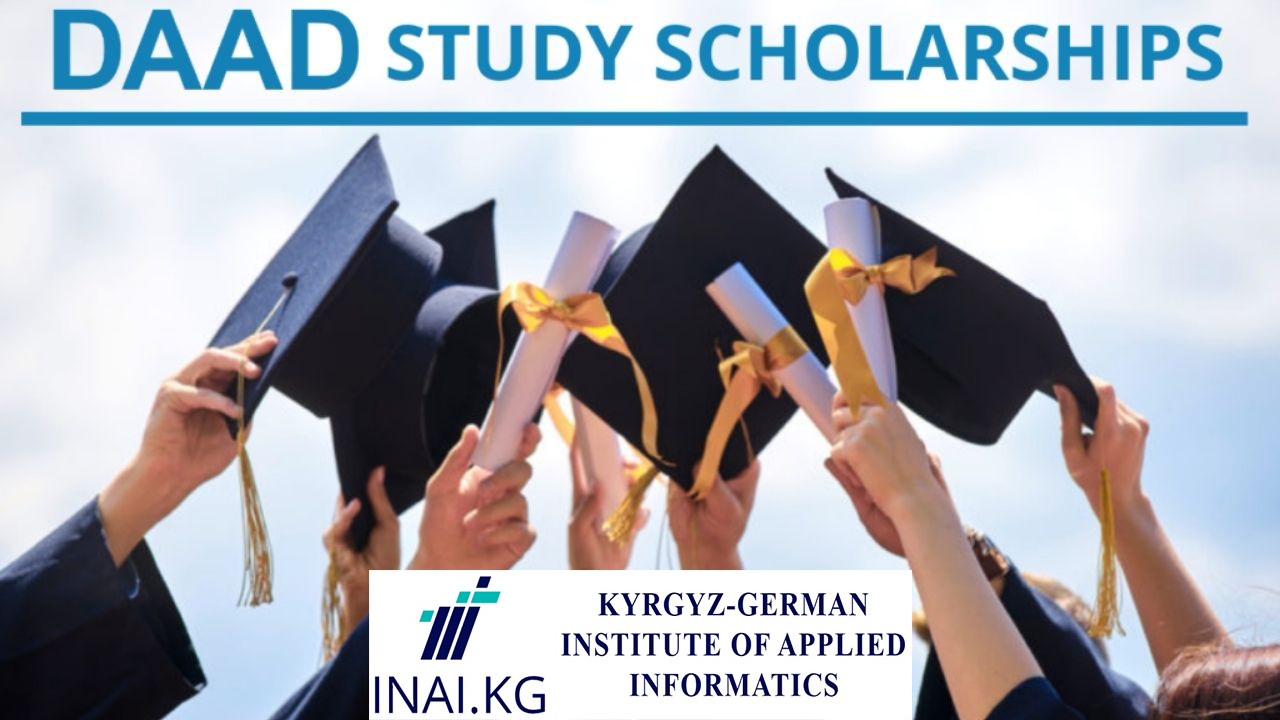 DAAD STUDY SCHOLARSHIPS
KYRGYZ-GERMAN
INSTITUTE OF APPLIED
INFORMATICS
INAI.KG